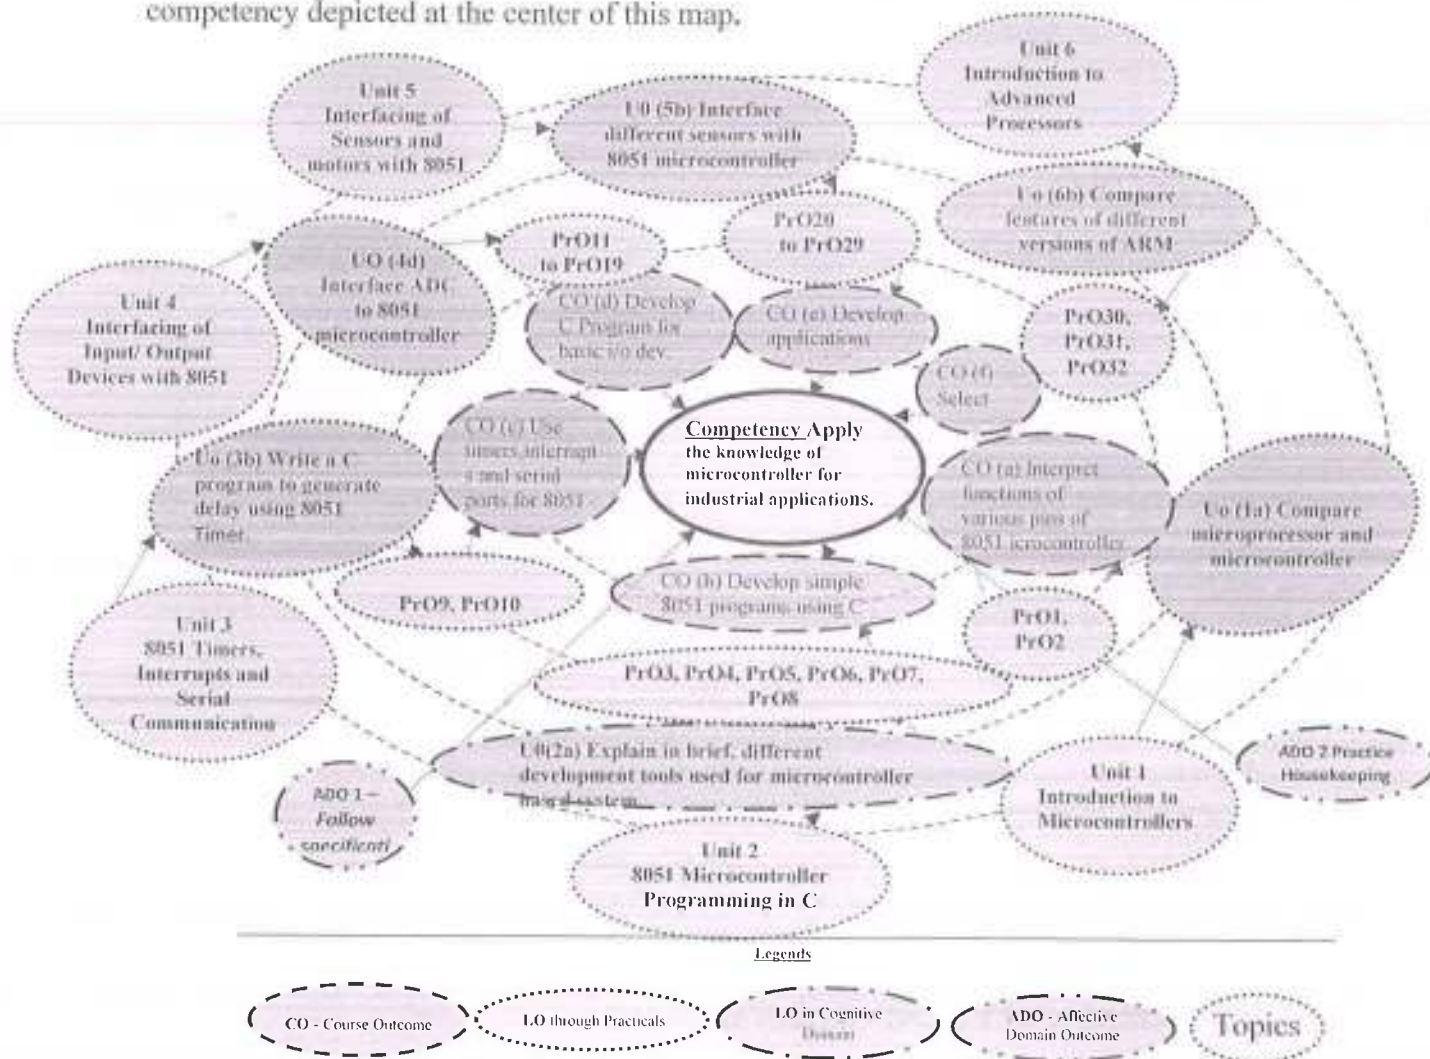 competency depicted at the center of this map.
Unit 6
Introduction to
Advanced
Processors
Unit 5
Interfacing of
Sensors and
motors with 8051
U0 (5b) Interface
different sensors with
8051 microcontroller
Uo (6b) Compare
features of different
versions of ARM
PrO20
to PrO29
PrO11
to PrO19
UO (4d)
Interface ADC
to 8051
microcontroller
Unit 4
Interfacing of
Input/ Output
Devices with 8051
CO (d) Develop
C Program for
basic i/o dev
CO (e) Develop
applications
PrO30,
PrO31,
PrO32
CO (f)
Select
Competency Apply
the knowledge of
microcontroller for
industrial applications.
CO (c) Use
timers,interrupt
s and serial
ports for 8051
Uo (3b) Write a C
program to generate
delay using 8051
Timer.
CO (a) Interpret
functions of
various pins of
8051 icrocontroller
Uo (1a) Compare
microprocessor and
microcontroller
CO (b) Develop simple
8051 programs using C
PrO9, PrO10
PrO1,
PrO2
Unit 3
8051 Timers,
Interrupts and
Serial
Communication
PrO3, PrO4, PrO5, PrO6, PrO7,
PrO8
U0(2a) Explain in brief, different
development tools used for microcontroller
based system
ADO 2 Practice
Housekeeping
Unit 1
Introduction to
Microcontrollers
ADO 1 –
Follow
specificati
Unit 2
8051 Microcontroller
Programming in C
Legends
CO - Course Outcome
LO through Practicals
LO in Cognitive
Domain
ADO - Affective
Domain Outcome
Topics